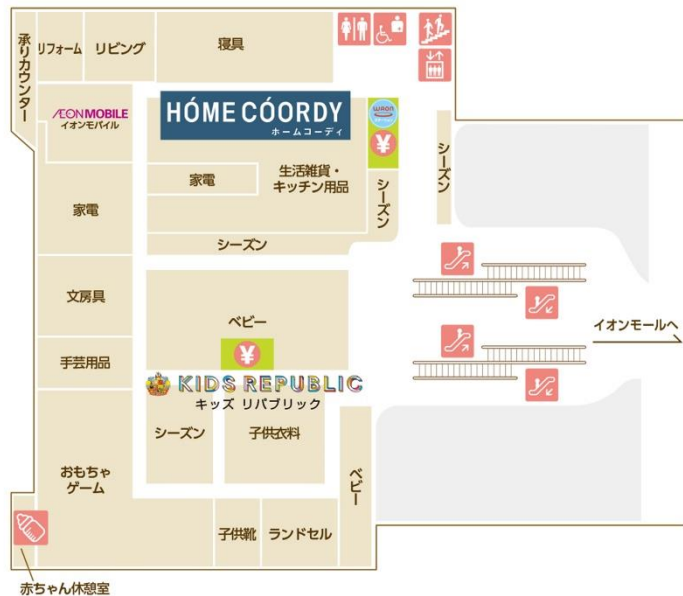 承りカウンター
リフォーム
リビング
寝具
ÆON MOBILE
イオンモバイル
HÓME CÓORDY
ホームコーディ
WAON
¥
家電
生活雑貨・
キッチン用品
シーズン
シーズン
家電
シーズン
文房具
ベビー
¥
イオンモールへ
手芸用品
KIDS REPUBLIC
キッズ リパブリック
シーズン
子供衣料
おもちゃ
ゲーム
ベビー
子供靴
ランドセル
赤ちゃん休憩室